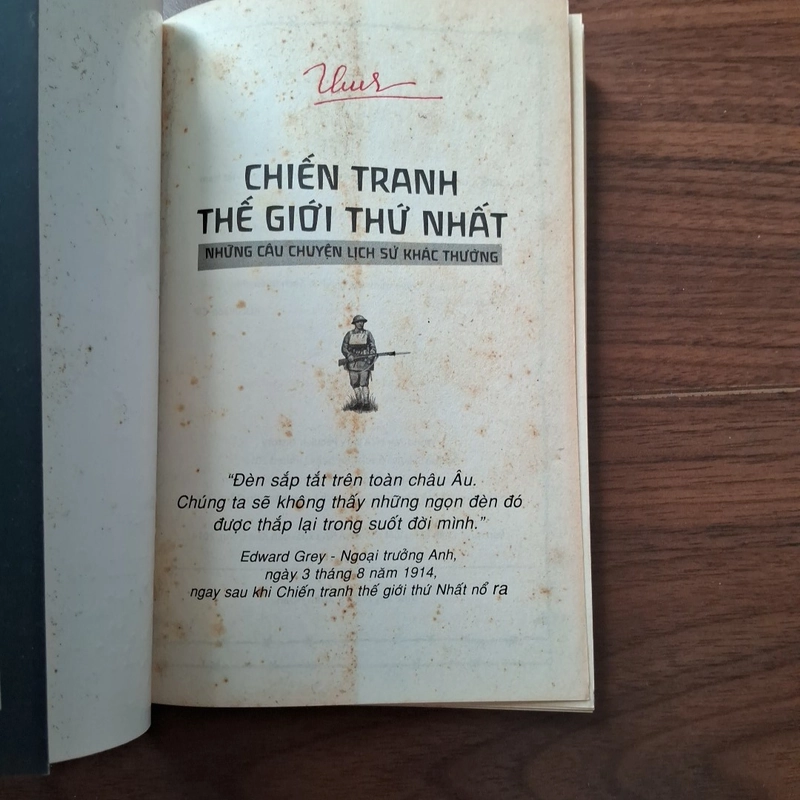 CHIẾN TRANH
THẾ GIỚI THỨ NHẤT
NHỮNG CÂU CHUYỆN LỊCH SỬ KHÁC THƯỜNG
“Đèn sắp tắt trên toàn châu Âu.
Chúng ta sẽ không thấy những ngọn đèn đó
được thắp lại trong suốt đời mình.”
Edward Grey - Ngoại trưởng Anh,
ngày 3 tháng 8 năm 1914,
ngay sau khi Chiến tranh thế giới thứ Nhất nổ ra